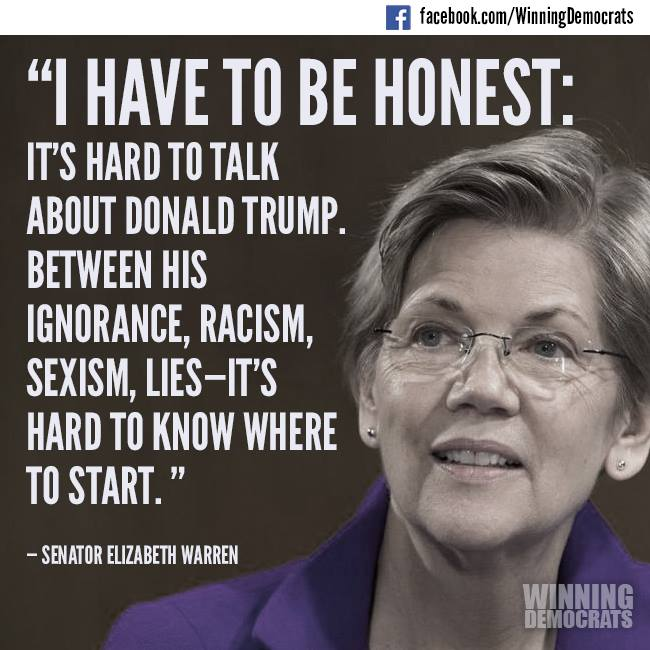 facebook.com/WinningDemocrats
“I HAVE TO BE HONEST:
IT’S HARD TO TALK
ABOUT DONALD TRUMP.
BETWEEN HIS
IGNORANCE, RACISM,
SEXISM, LIES–IT’S
HARD TO KNOW WHERE
TO START. ”
– SENATOR ELIZABETH WARREN
WINNING
DEMOCRATS